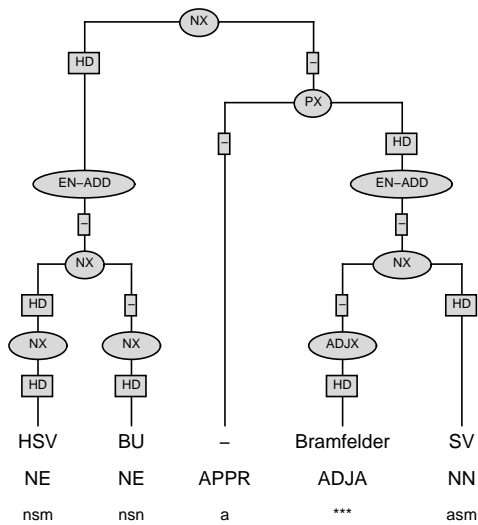 NX
HD –
PX
– HD
EN–ADD EN–ADD
– –
NX NX
HD – – HD
NX NX ADJX
HD HD HD
HSV BU – Bramfelder SV
NE NE APPR ADJA NN
nsm nsn a *** asm